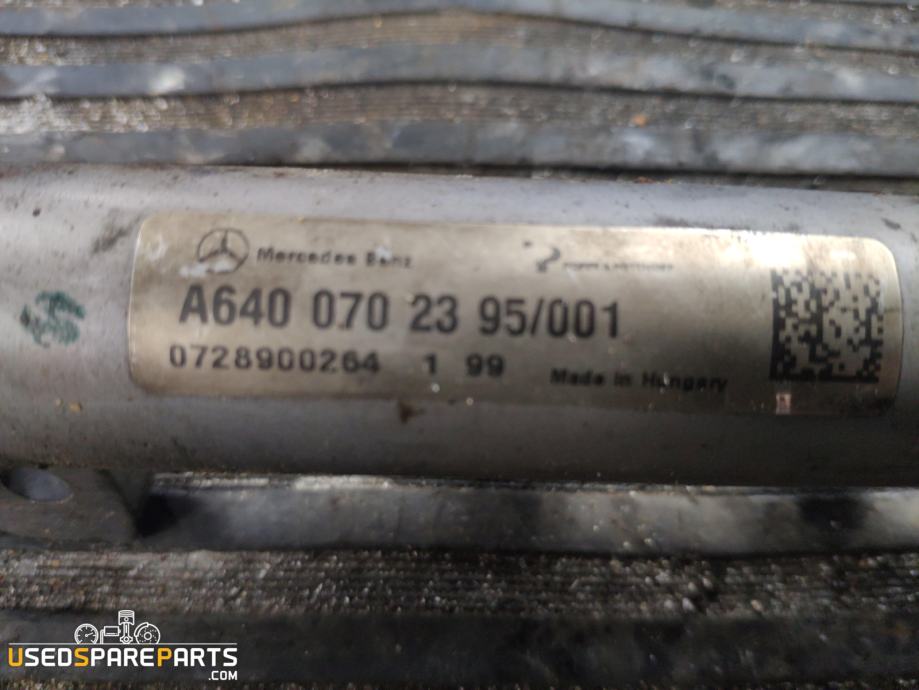 Mercedes Benz
A640 070 23 95/001
0728900264 1 99
Made in Hungary
USEDSPAREPARTS
.COM